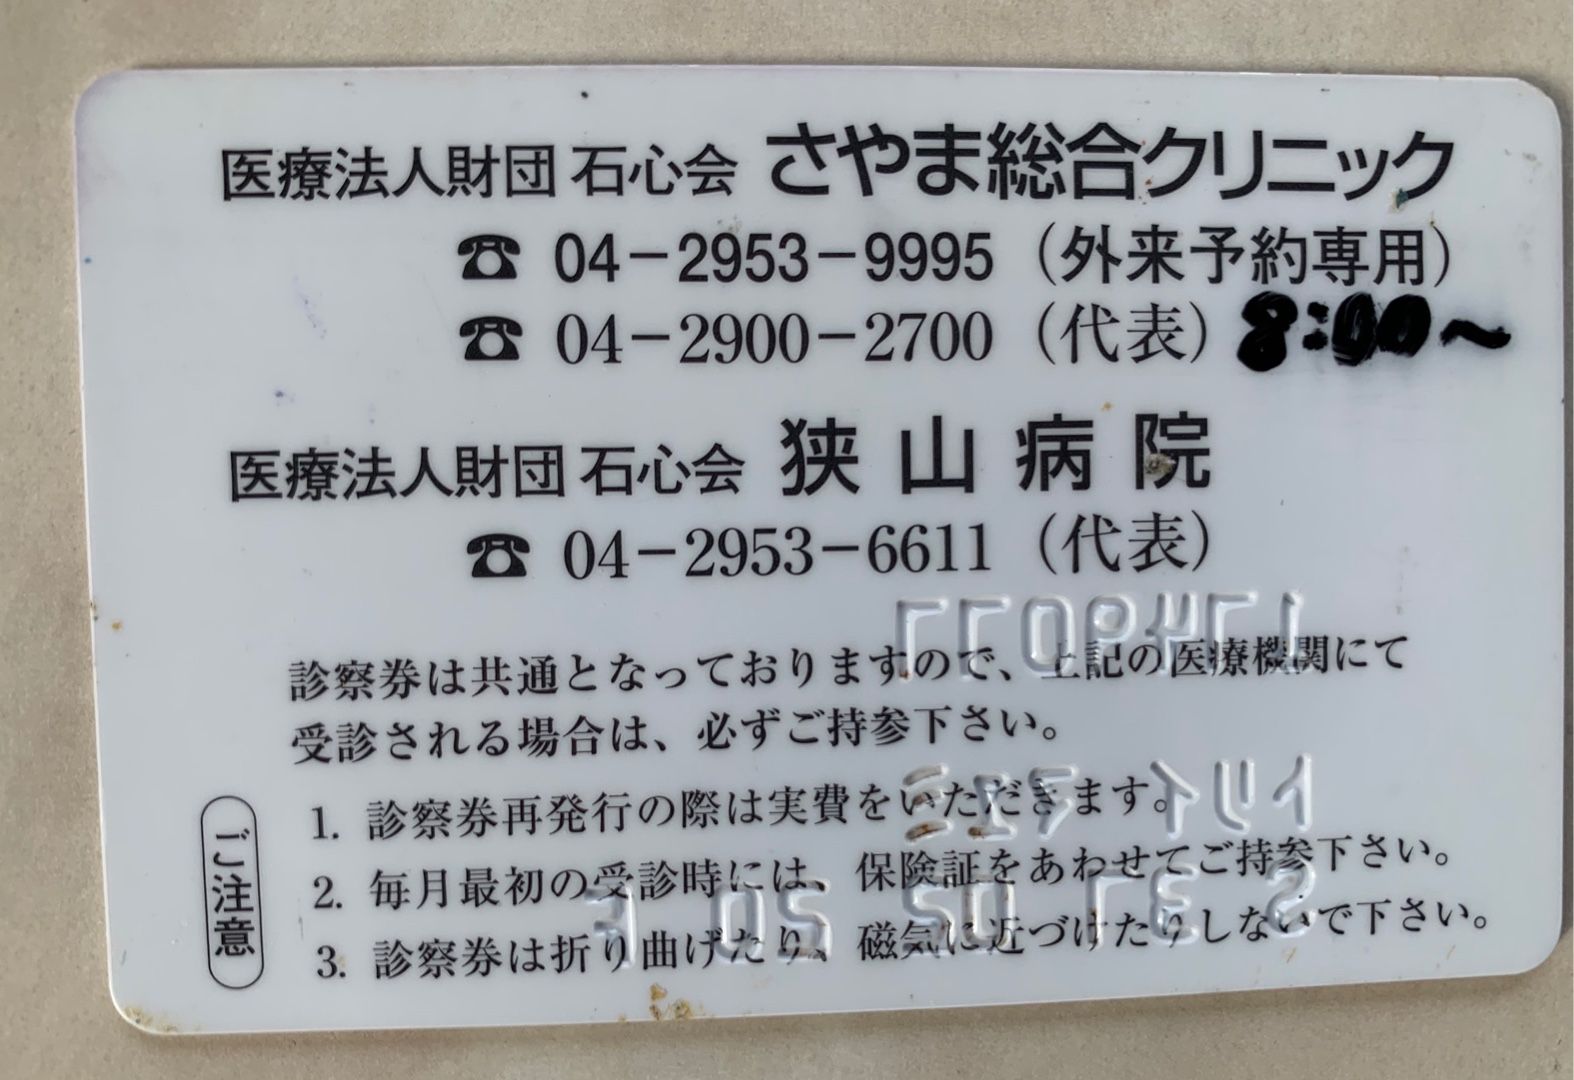 医療法人財団 石心会 さやま総合クリニック
☎ 04－2953－9995（外来予約専用）
☎ 04－2900－2700（代表）8:00～
医療法人財団 石心会 狭山病院
☎ 04－2953－6611（代表）
診察券は共通となっておりますので、上記の医療機関にて
受診される場合は、必ずご持参下さい。
ご注意
1. 診察券再発行の際は実費をいただきます。
2. 毎月最初の受診時には、保険証をあわせてご持参下さい。
3. 診察券は折り曲げたり、磁気に近づけたりしないで下さい。